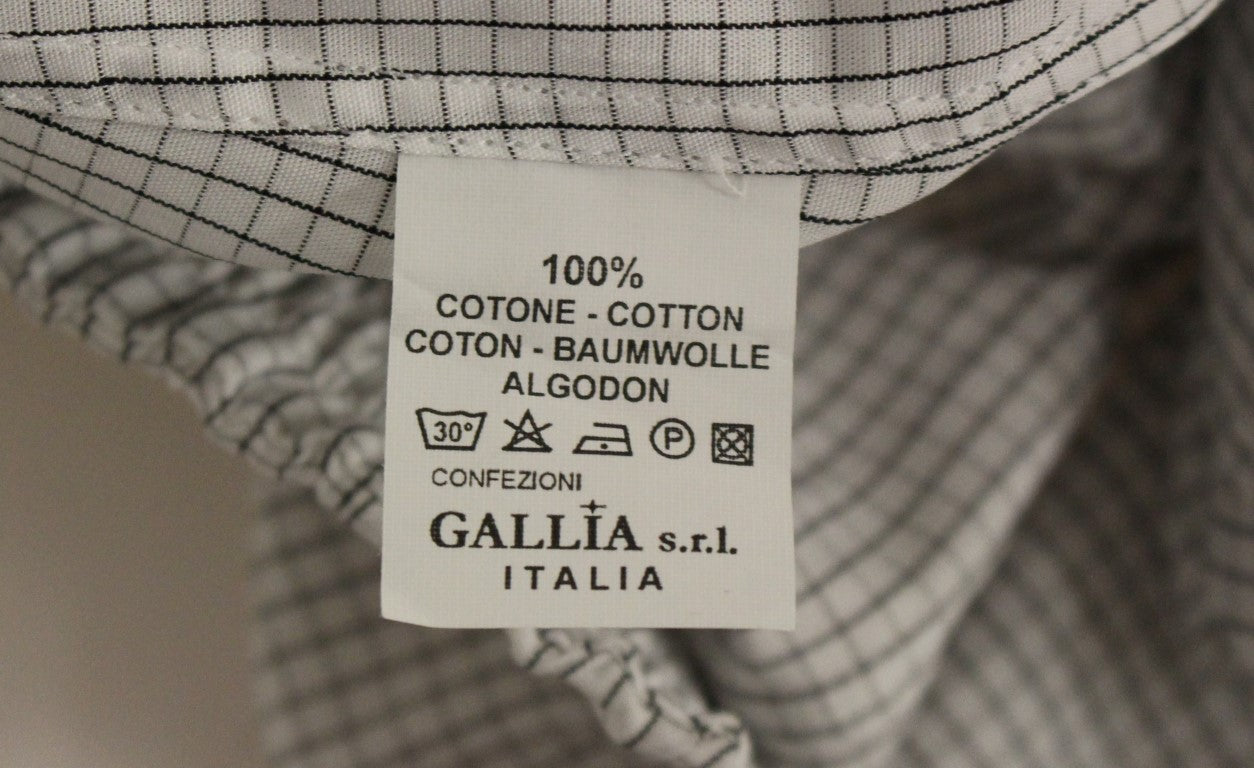 100%
COTONE - COTTON
COTON - BAUMWOLLE
ALGODON
30° P
CONFEZIONI
GALLIA s.r.l.
ITALIA